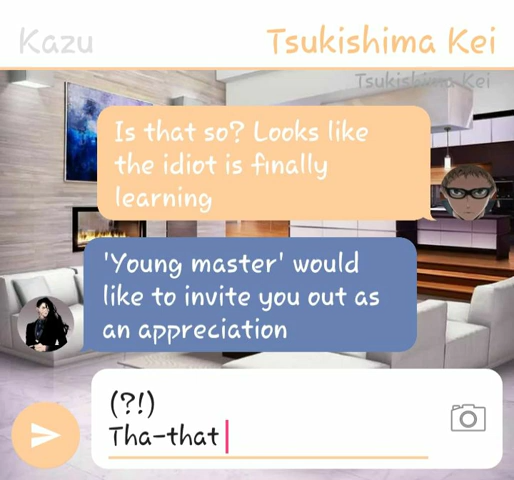 Kazu
Tsukishima Kei
Tsukishima Kei
Is that so? Looks like
the idiot is finally
learning
'Young master' would
like to invite you out as
an appreciation
(?!)
Tha-that